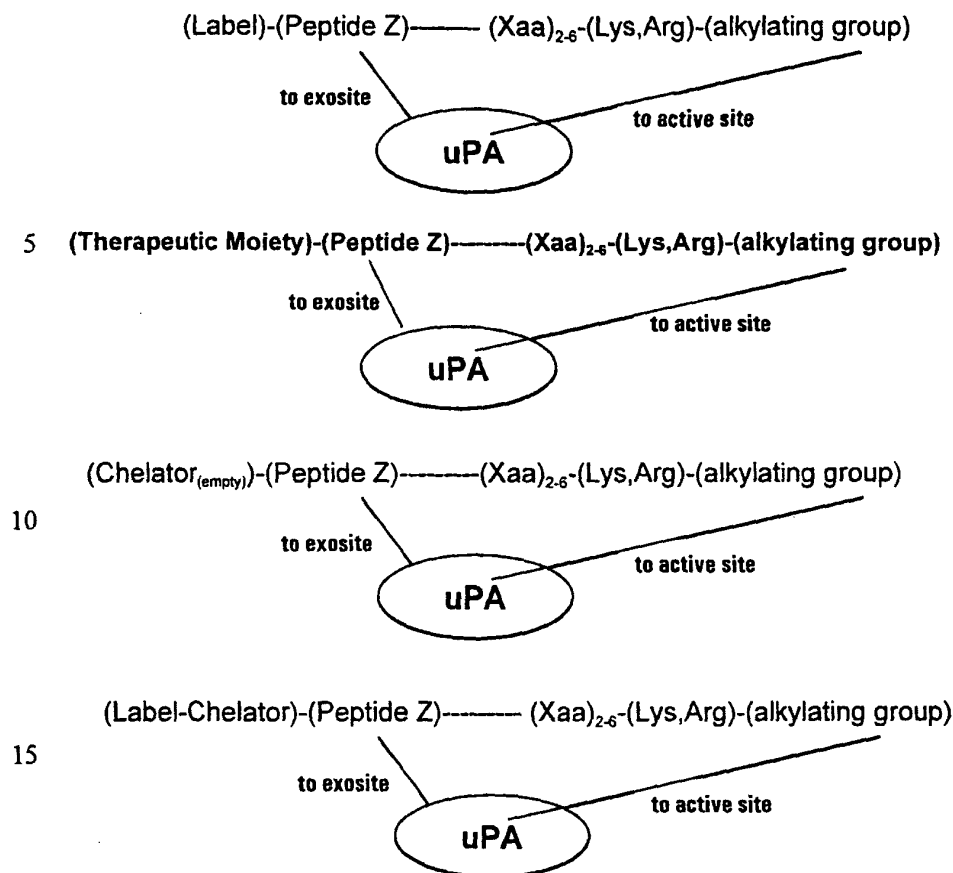 (Label)-(Peptide Z)——(Xaa)2-6-(Lys,Arg)-(alkylating group)
to exosite
to active site
uPA
5 (Therapeutic Moiety)-(Peptide Z)--------(Xaa)2-6-(Lys,Arg)-(alkylating group)
to exosite
to active site
uPA
(Chelator(empty))-(Peptide Z)--------(Xaa)2-6-(Lys,Arg)-(alkylating group)
10
to exosite
to active site
uPA
(Label-Chelator)-(Peptide Z)--------(Xaa)2-6-(Lys,Arg)-(alkylating group)
15
to exosite
to active site
uPA